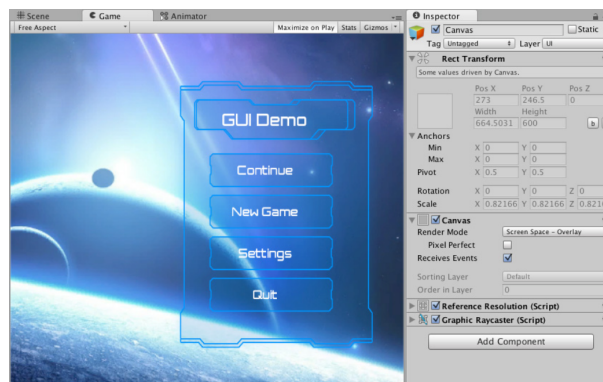 Scene
Game
Animator
Free Aspect
Maximize on Play
Stats
Gizmos
GUI Demo
Continue
New Game
Settings
Quit
Inspector
Canvas
Static
Tag Untagged
Layer UI
Rect Transform
Some values driven by Canvas.
Pos X Pos Y Pos Z
273 246.5 0
Width Height
664.5031 600
b
Anchors
Min X 0 Y 0
Max X 0 Y 0
Pivot X 0.5 Y 0.5
Rotation X 0 Y 0 Z 0
Scale X 0.82166 Y 0.82166 Z 0.8216
Canvas
Render Mode Screen Space - Overlay
Pixel Perfect
Receives Events
Sorting Layer Default
Order in Layer 0
Reference Resolution (Script)
Graphic Raycaster (Script)
Add Component